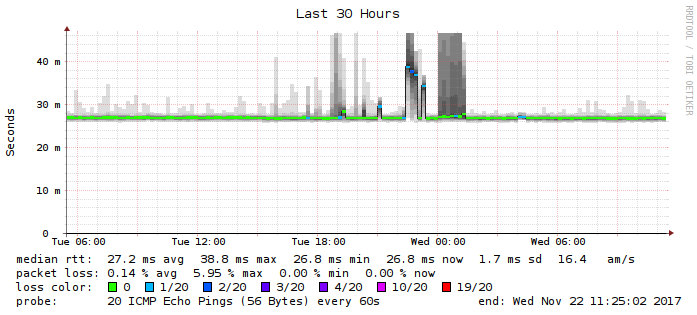 Last 30 Hours
RRDTOOL / TOBI OETIKER
Seconds
40 m
30 m
20 m
10 m
0
Tue 06:00 Tue 12:00 Tue 18:00 Wed 00:00 Wed 06:00
median rtt: 27.2 ms avg 38.8 ms max 26.8 ms min 26.8 ms now 1.7 ms sd 16.4 am/s
packet loss: 0.14 % avg 5.95 % max 0.00 % min 0.00 % now
loss color: 0 1/20 2/20 3/20 4/20 10/20 19/20
probe: 20 ICMP Echo Pings (56 Bytes) every 60s end: Wed Nov 22 11:25:02 2017